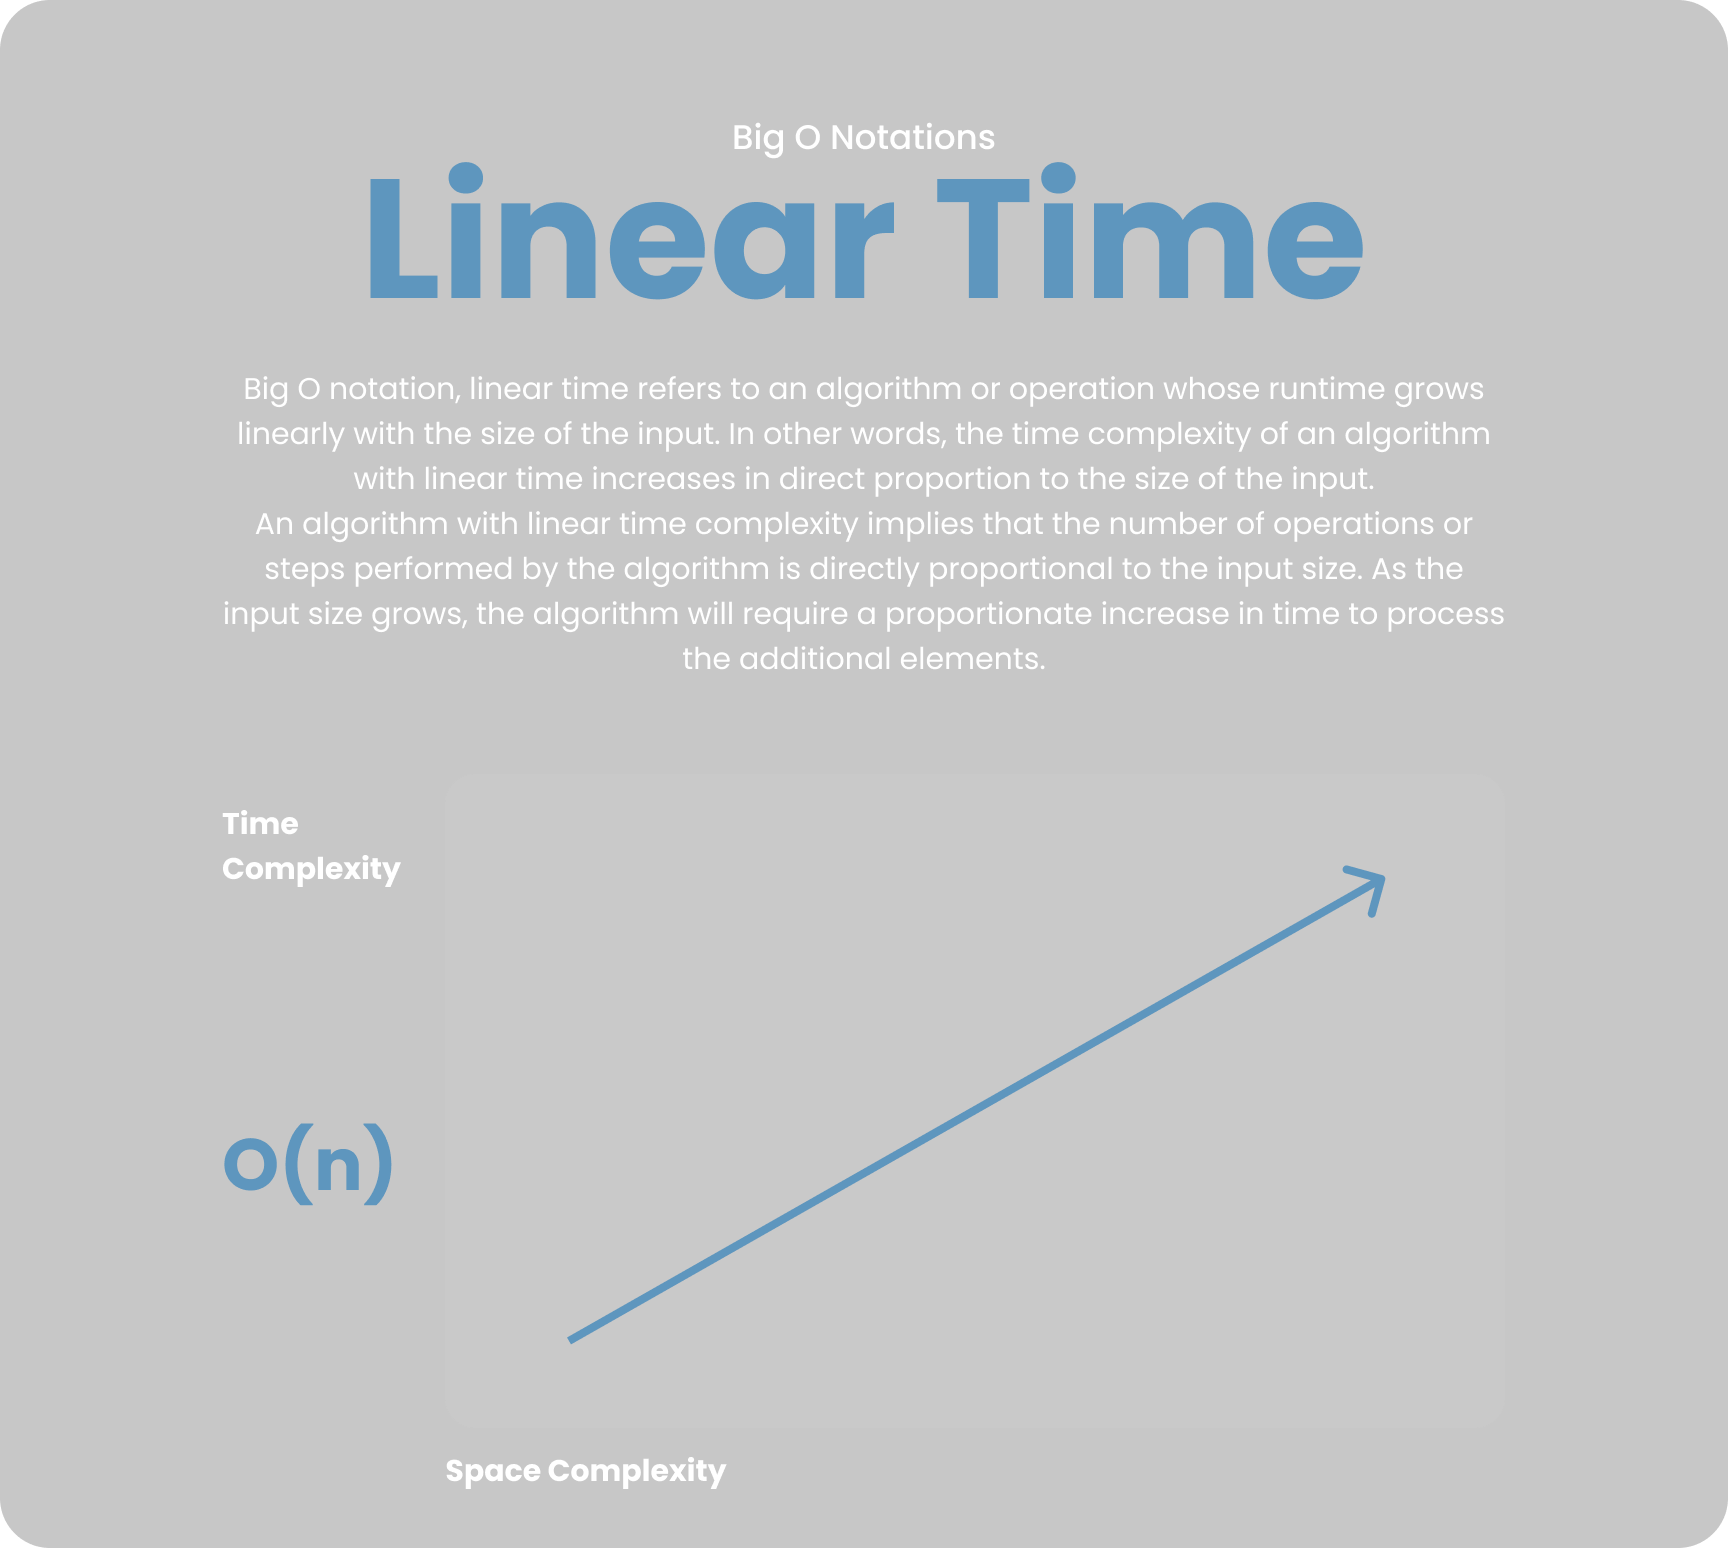 Big O Notations
Linear Time
Big O notation, linear time refers to an algorithm or operation whose runtime grows
linearly with the size of the input. In other words, the time complexity of an algorithm
with linear time increases in direct proportion to the size of the input.
An algorithm with linear time complexity implies that the number of operations or
steps performed by the algorithm is directly proportional to the input size. As the
input size grows, the algorithm will require a proportionate increase in time to process
the additional elements.
Time
Complexity
O(n)
Space Complexity